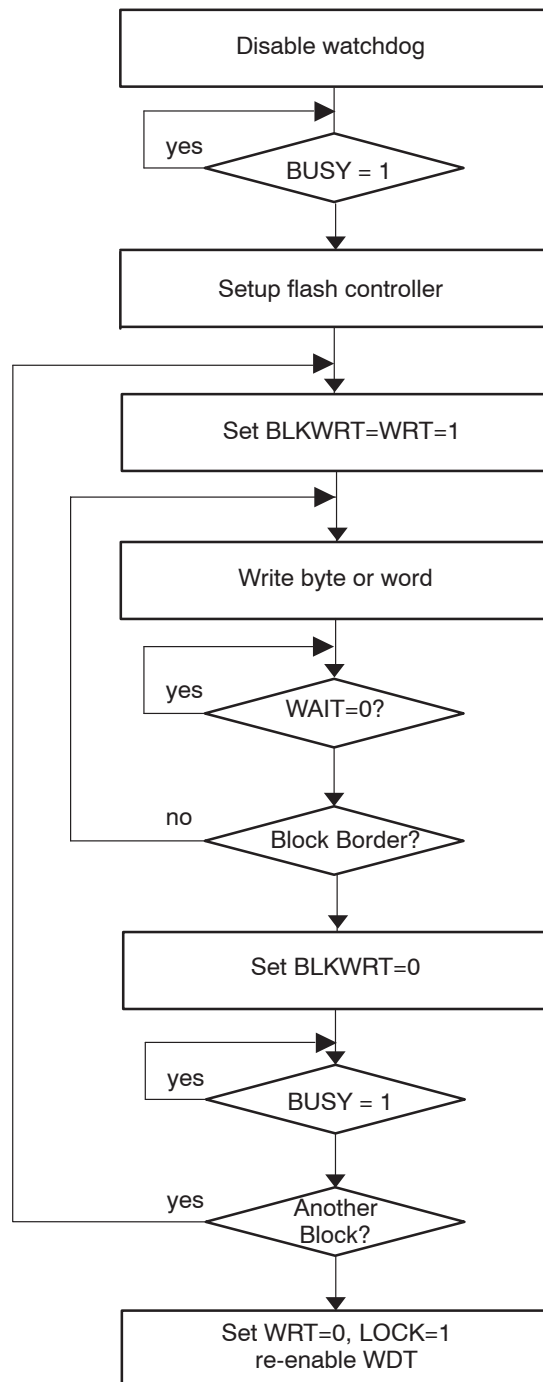 Disable watchdog
yes
BUSY = 1
Setup flash controller
Set BLKWRT=WRT=1
Write byte or word
yes
WAIT=0?
no
Block Border?
Set BLKWRT=0
yes
BUSY = 1
yes
Another
Block?
Set WRT=0, LOCK=1
re-enable WDT